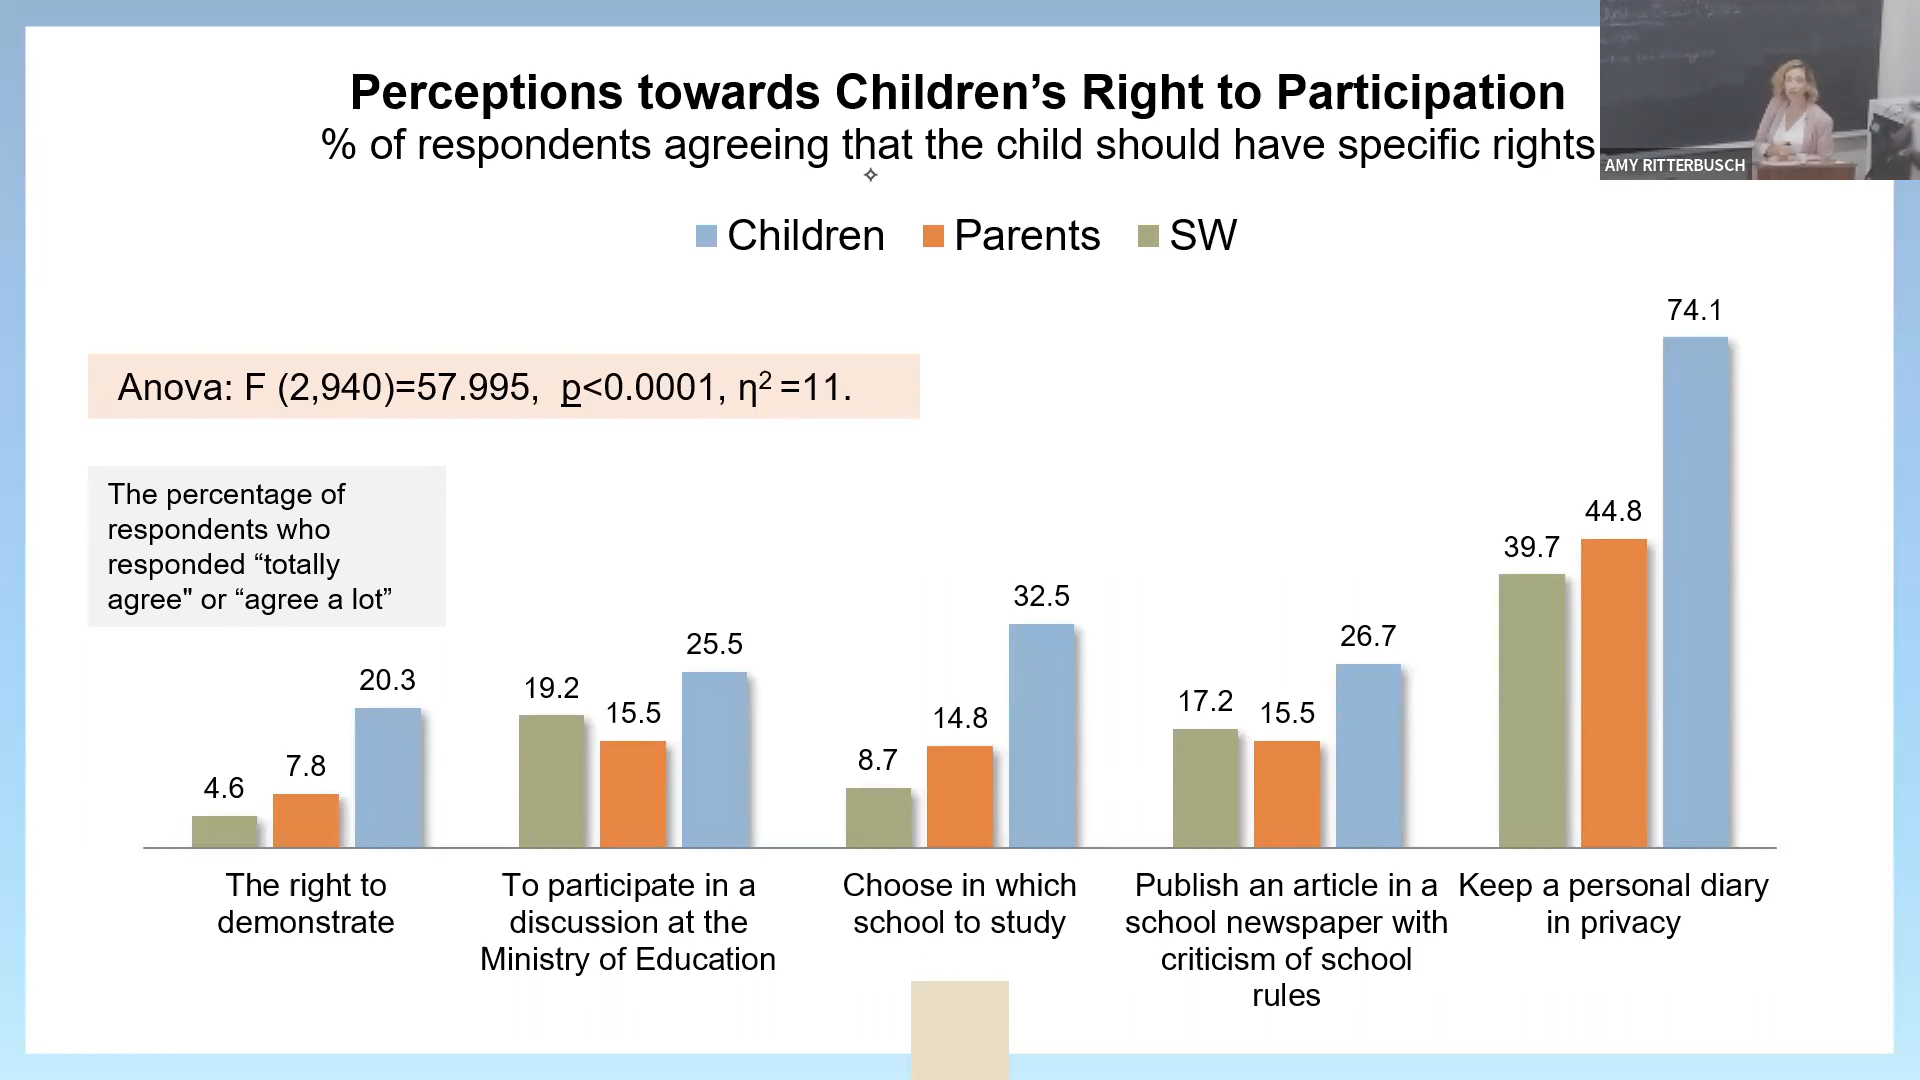 Perceptions towards Children’s Right to Participation
% of respondents agreeing that the child should have specific rights
AMY RITTERBUSCH
Children Parents SW
Anova: F (2,940)=57.995, p<0.0001, η² =11.
The percentage of
respondents who
responded “totally
agree" or “agree a lot”
4.6 7.8 20.3
19.2 15.5 25.5
8.7 14.8 32.5
17.2 15.5 26.7
39.7 44.8 74.1
The right to
demonstrate
To participate in a
discussion at the
Ministry of Education
Choose in which
school to study
Publish an article in a
school newspaper with
criticism of school
rules
Keep a personal diary
in privacy